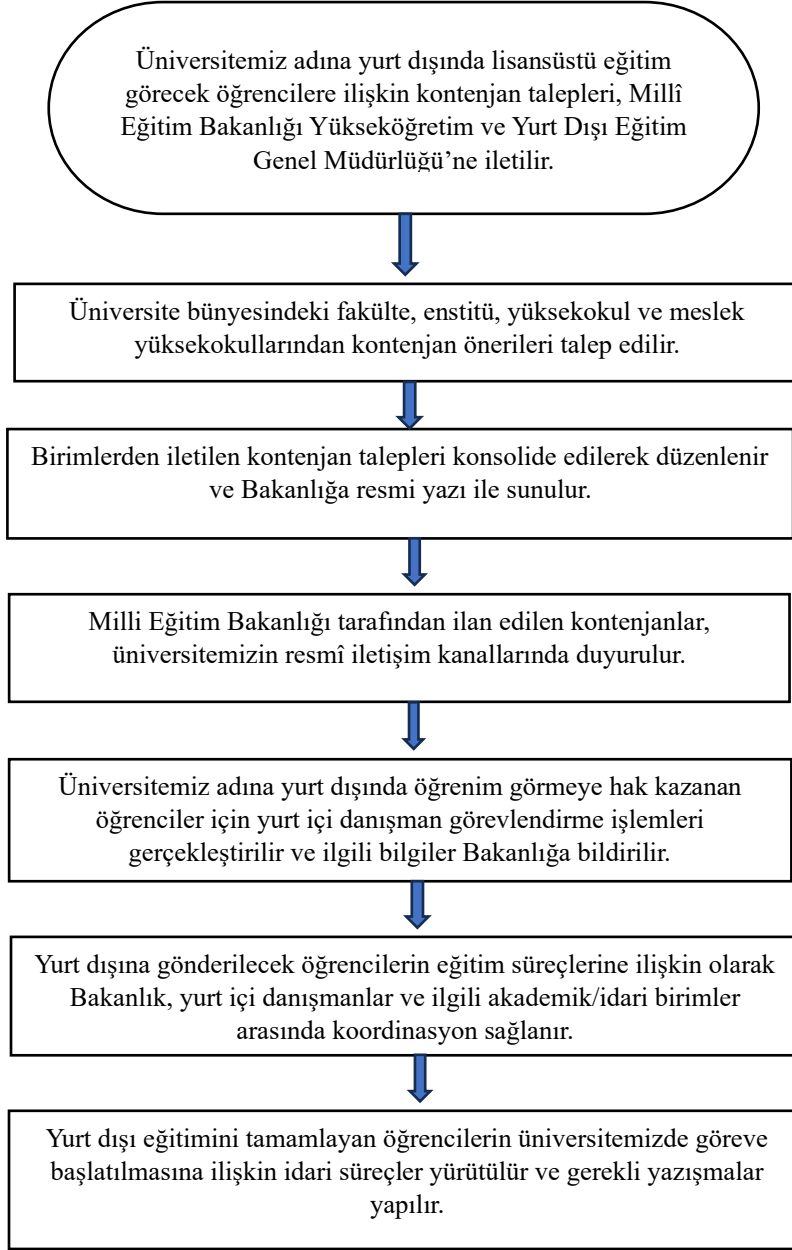 Üniversitemiz adına yurt dışında lisansüstü eğitim
görecek öğrencilere ilişkin kontenjan talepleri, Millî
Eğitim Bakanlığı Yükseköğretim ve Yurt Dışı Eğitim
Genel Müdürlüğü’ne iletilir.
Üniversite bünyesindeki fakülte, enstitü, yüksekokul ve meslek
yüksekokullarından kontenjan önerileri talep edilir.
Birimlerden iletilen kontenjan talepleri konsolide edilerek düzenlenir
ve Bakanlığa resmi yazı ile sunulur.
Milli Eğitim Bakanlığı tarafından ilan edilen kontenjanlar,
üniversitemizin resmî iletişim kanallarında duyurulur.
Üniversitemiz adına yurt dışında öğrenim görmeye hak kazanan
öğrenciler için yurt içi danışman görevlendirme işlemleri
gerçekleştirilir ve ilgili bilgiler Bakanlığa bildirilir.
Yurt dışına gönderilecek öğrencilerin eğitim süreçlerine ilişkin olarak
Bakanlık, yurt içi danışmanlar ve ilgili akademik/idari birimler
arasında koordinasyon sağlanır.
Yurt dışı eğitimini tamamlayan öğrencilerin üniversitemizde göreve
başlatılmasına ilişkin idari süreçler yürütülür ve gerekli yazışmalar
yapılır.